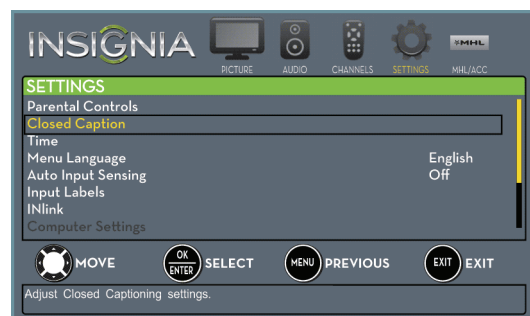 INSIGNIA
PICTURE AUDIO CHANNELS SETTINGS MHL MHL/ACC
SETTINGS
Parental Controls
Closed Caption
Time
Menu Language English
Auto Input Sensing Off
Input Labels
INlink
Computer Settings
MOVE OK ENTER SELECT MENU PREVIOUS EXIT EXIT
Adjust Closed Captioning settings.